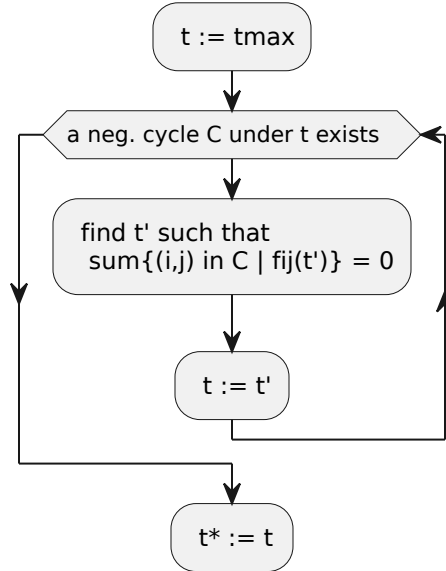 t := tmax
a neg. cycle C under t exists
find t' such that
sum{(i,j) in C | fij(t')} = 0
t := t'
t* := t